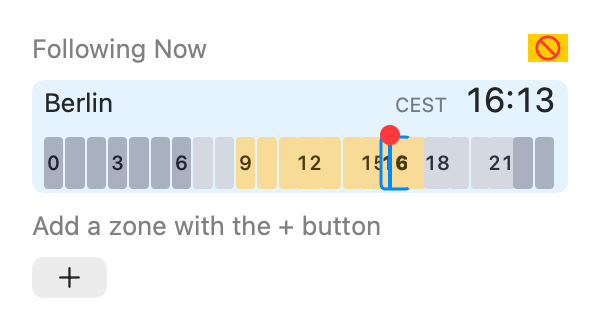 Following Now
Berlin CEST 16:13
0 3 6 9 12 15 16 18 21
Add a zone with the + button
+